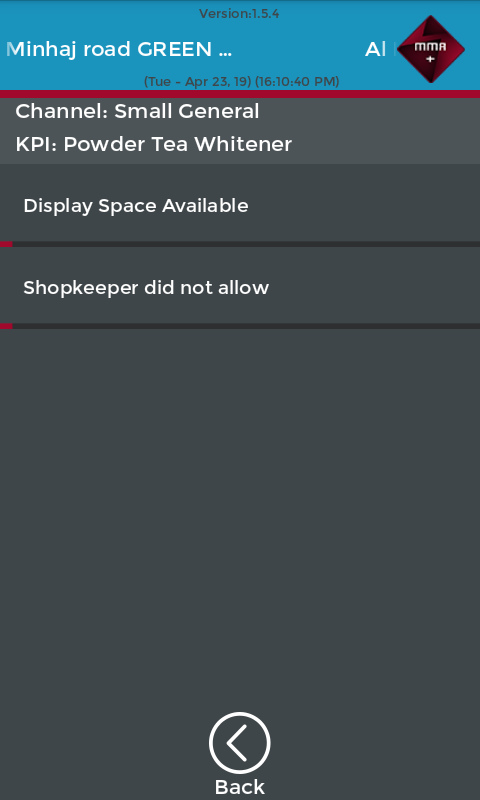 Version:1.5.4
Minhaj road GREEN ...
Al
MMA
+
(Tue - Apr 23, 19) (16:10:40 PM)
Channel: Small General
KPI: Powder Tea Whitener
Display Space Available
Shopkeeper did not allow
Back